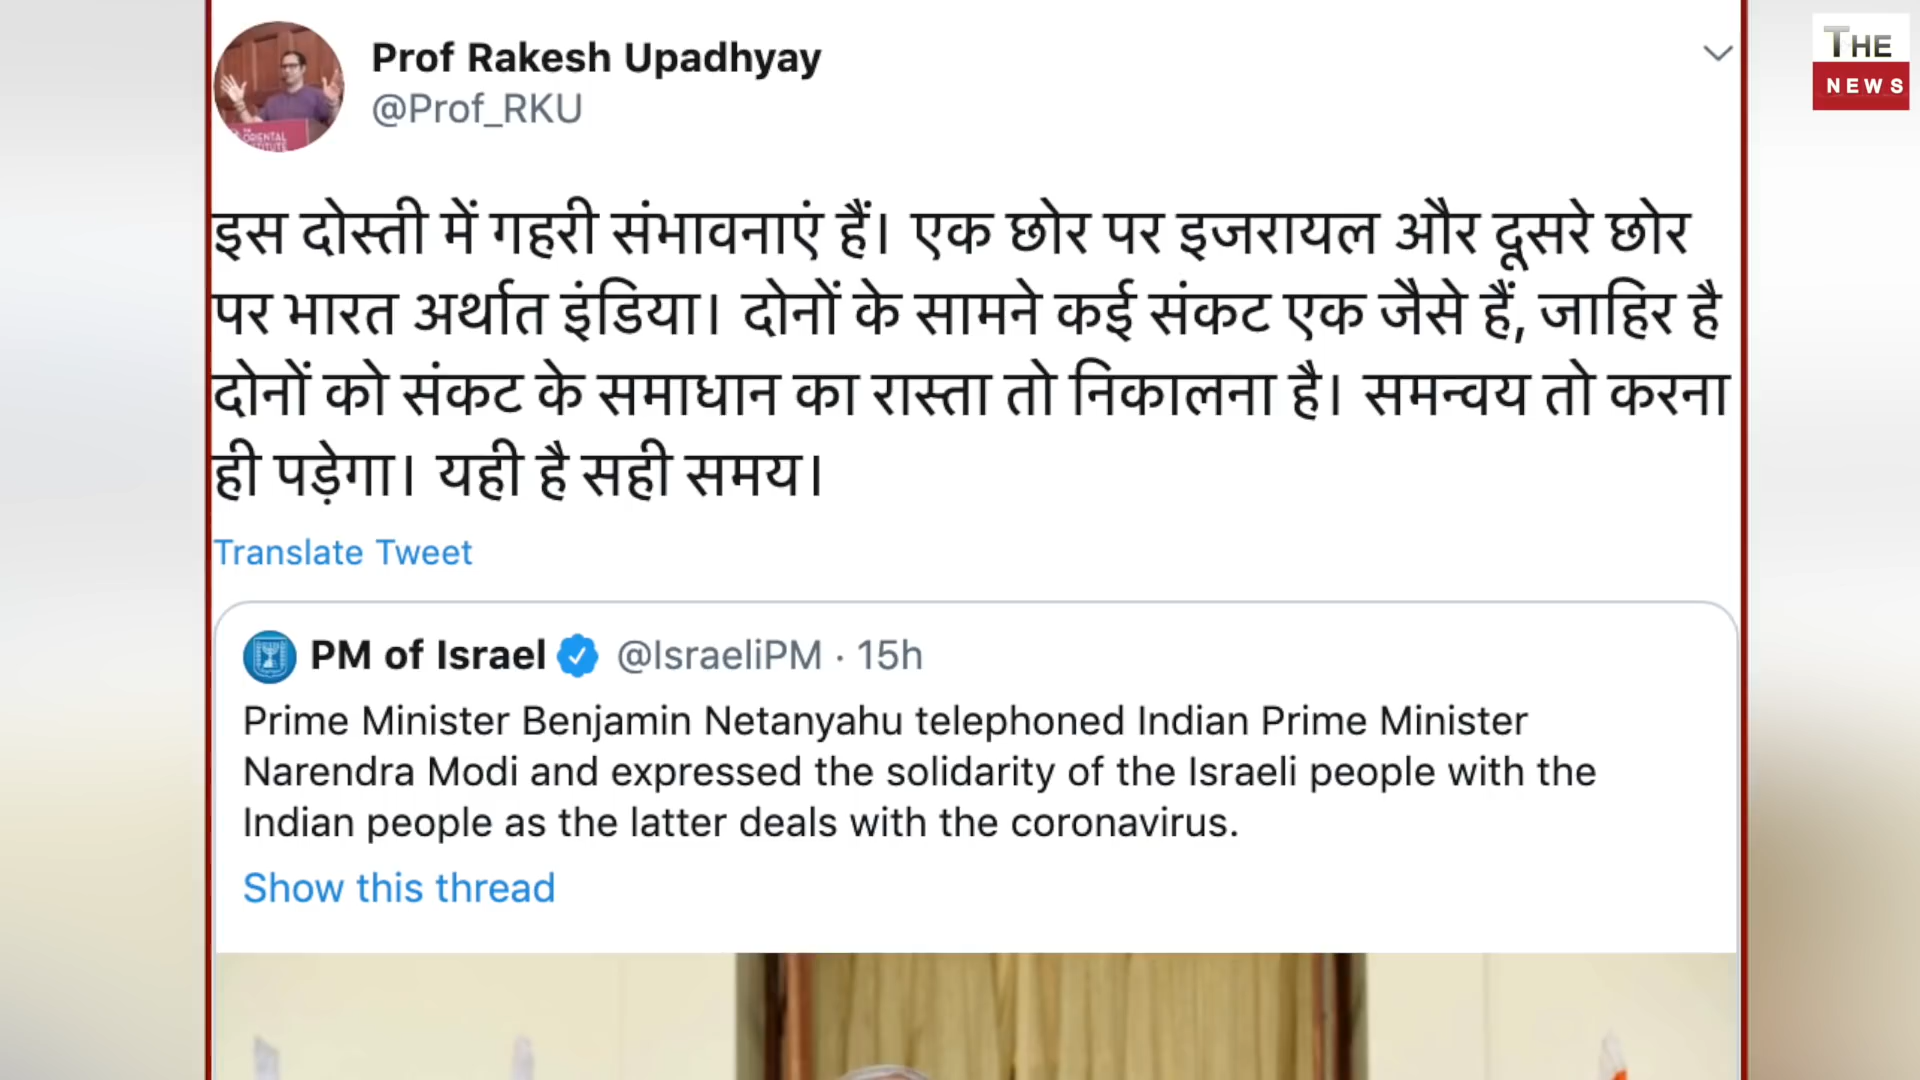 Prof Rakesh Upadhyay
@Prof_RKU
THE
NEWS
इस दोस्ती में गहरी संभावनाएं हैं। एक छोर पर इजरायल और दूसरे छोर
पर भारत अर्थात इंडिया। दोनों के सामने कई संकट एक जैसे हैं, जाहिर है
दोनों को संकट के समाधान का रास्ता तो निकालना है। समन्वय तो करना
ही पड़ेगा। यही है सही समय।
Translate Tweet
PM of Israel @IsraeliPM · 15h
Prime Minister Benjamin Netanyahu telephoned Indian Prime Minister
Narendra Modi and expressed the solidarity of the Israeli people with the
Indian people as the latter deals with the coronavirus.
Show this thread